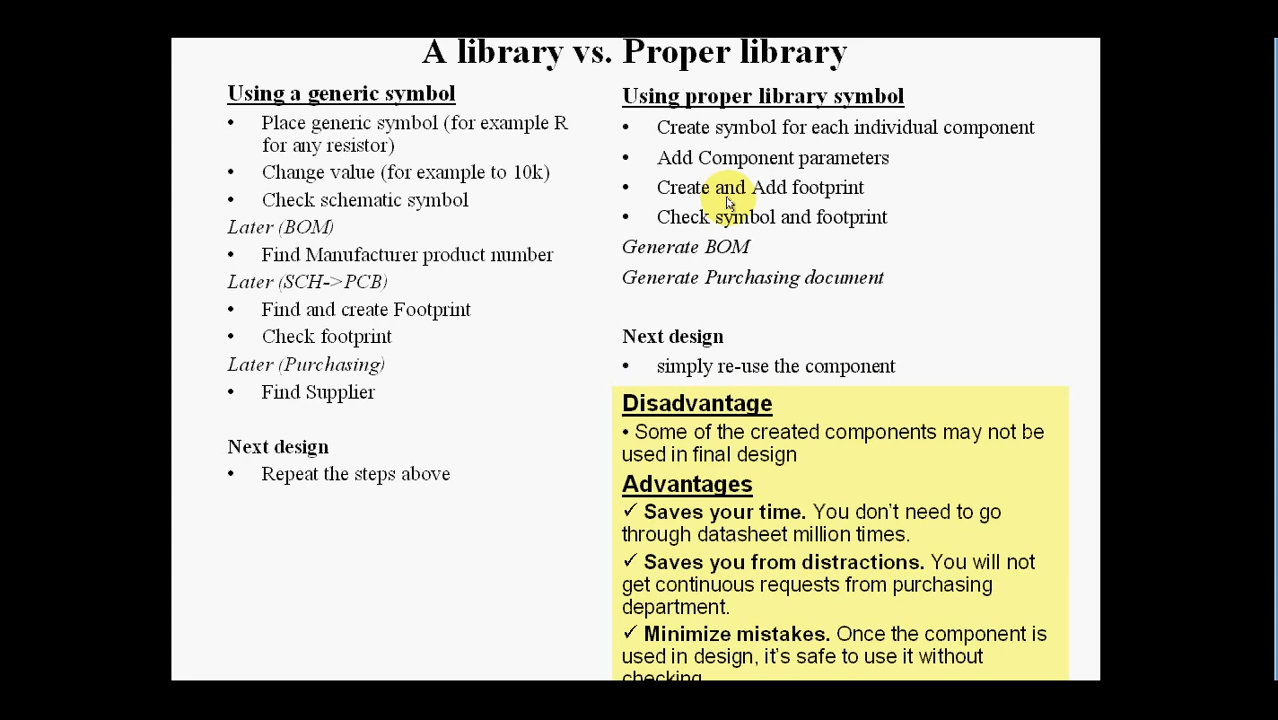 A library vs. Proper library
Using a generic symbol
• Place generic symbol (for example R
for any resistor)
• Change value (for example to 10k)
• Check schematic symbol
Later (BOM)
• Find Manufacturer product number
Later (SCH->PCB)
• Find and create Footprint
• Check footprint
Later (Purchasing)
• Find Supplier
Next design
• Repeat the steps above
Using proper library symbol
• Create symbol for each individual component
• Add Component parameters
• Create and Add footprint
• Check symbol and footprint
Generate BOM
Generate Purchasing document
Next design
• simply re-use the component
Disadvantage
• Some of the created components may not be
used in final design
Advantages
✓ Saves your time. You don't need to go
through datasheet million times.
✓ Saves you from distractions. You will not
get continuous requests from purchasing
department.
✓ Minimize mistakes. Once the component is
used in design, it's safe to use it without
checking